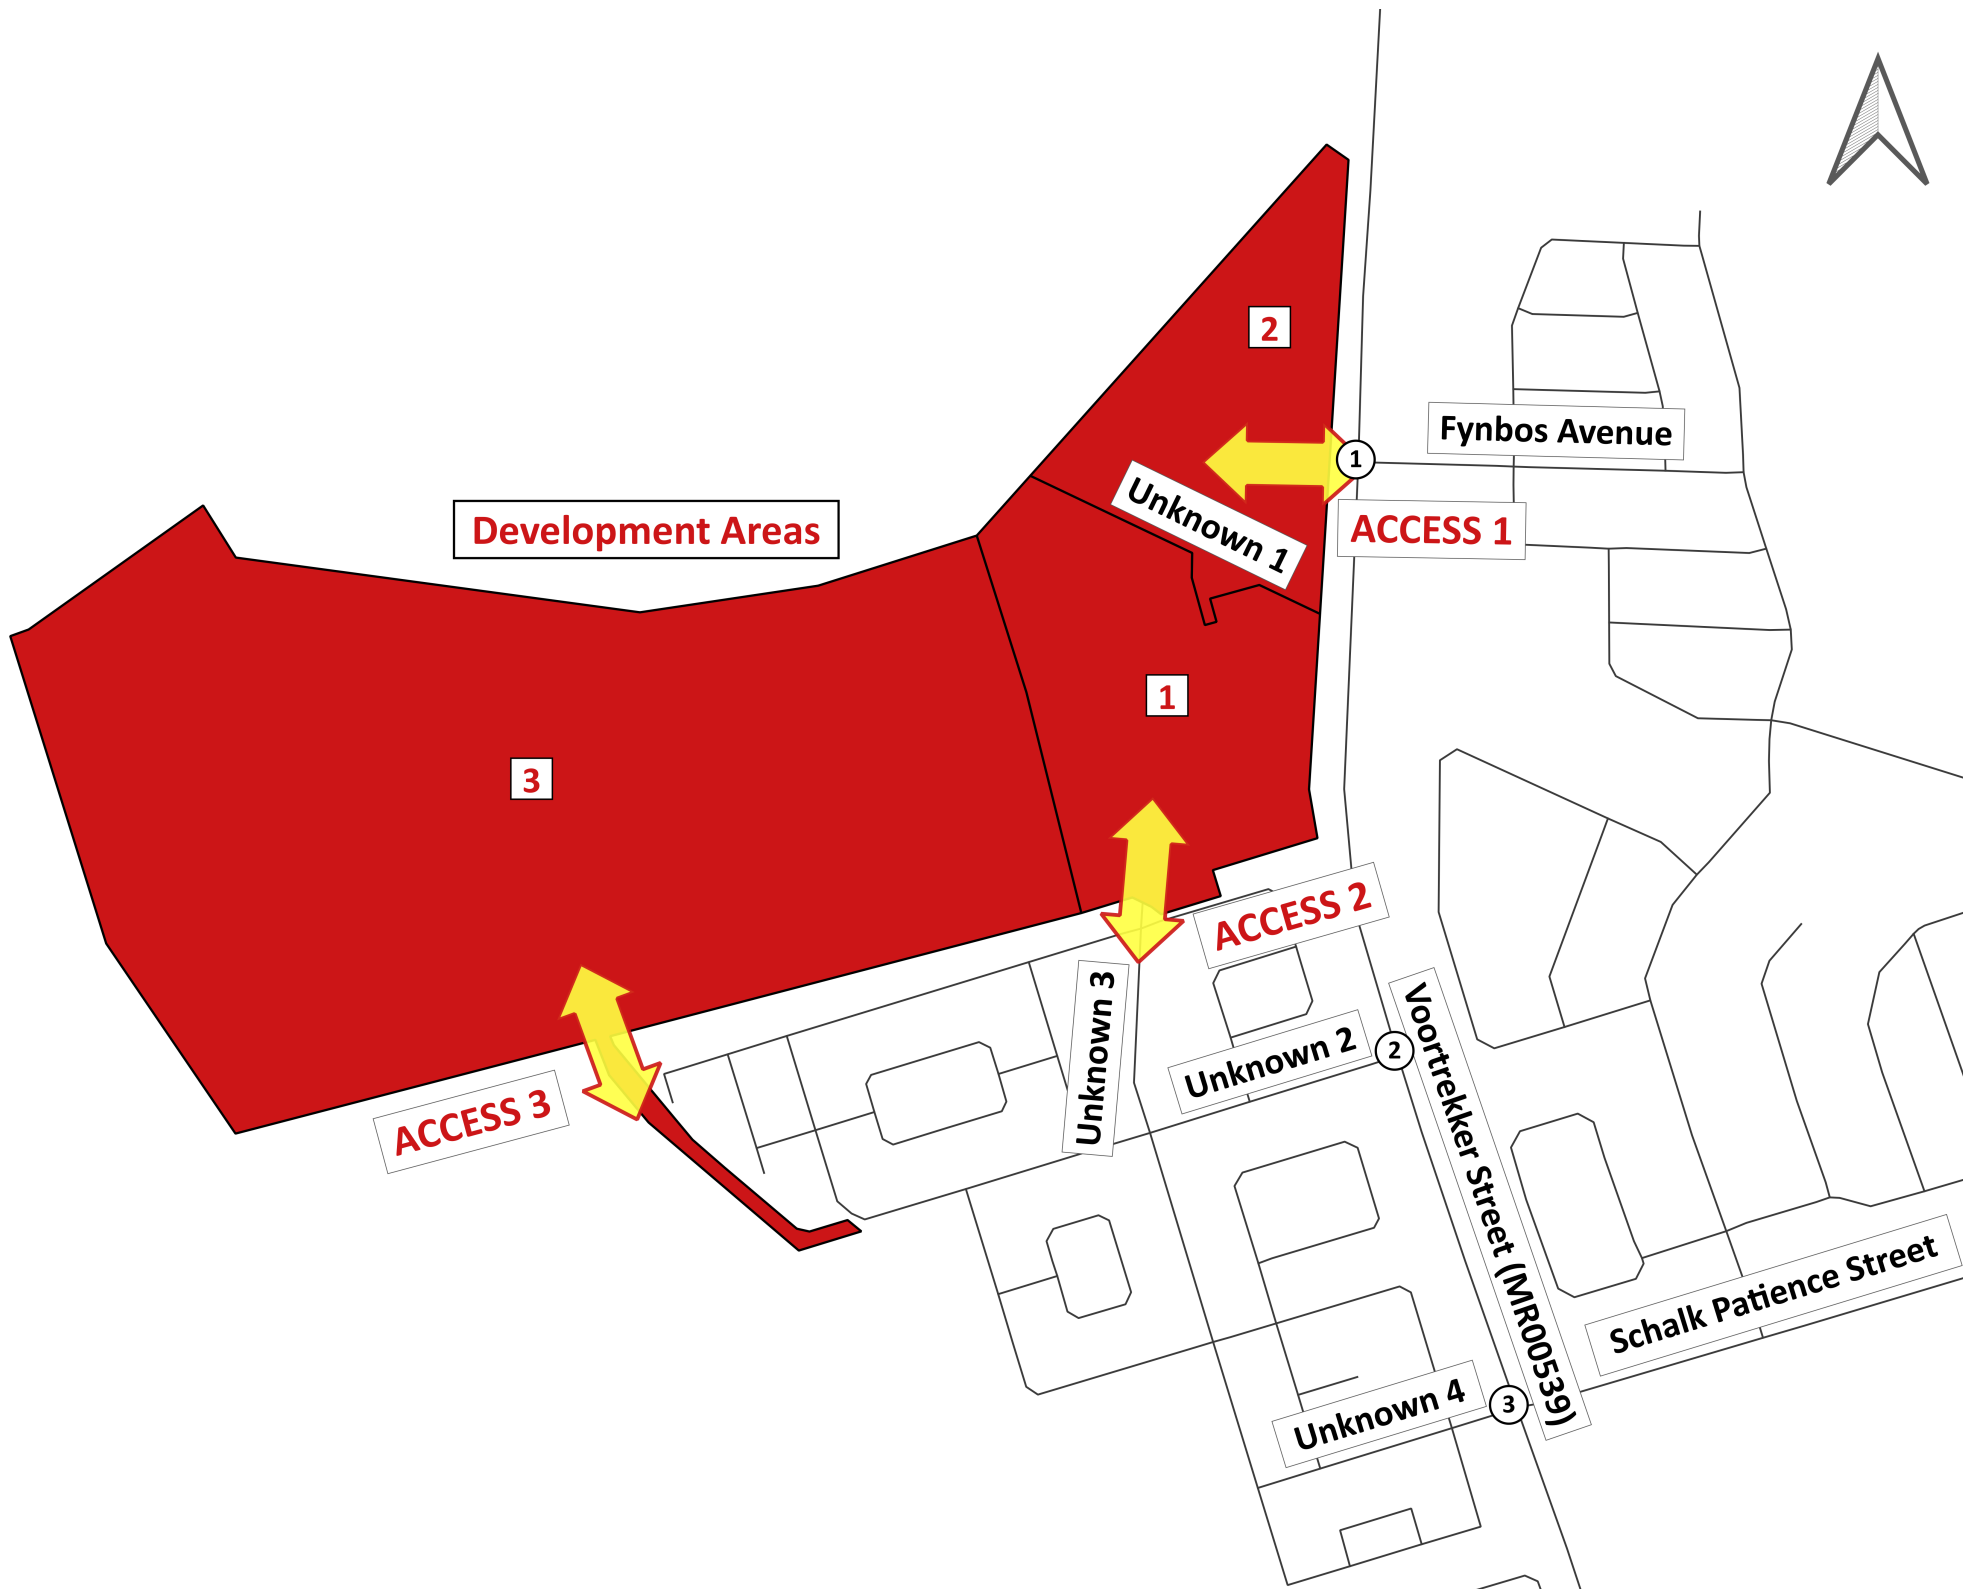 2
Fynbos Avenue
1
Unknown 1
ACCESS 1
Development Areas
1
3
ACCESS 2
Unknown 3
Unknown 2
2
Voortrekker Street (MR00539)
ACCESS 3
Schalk Patience Street
Unknown 4
3